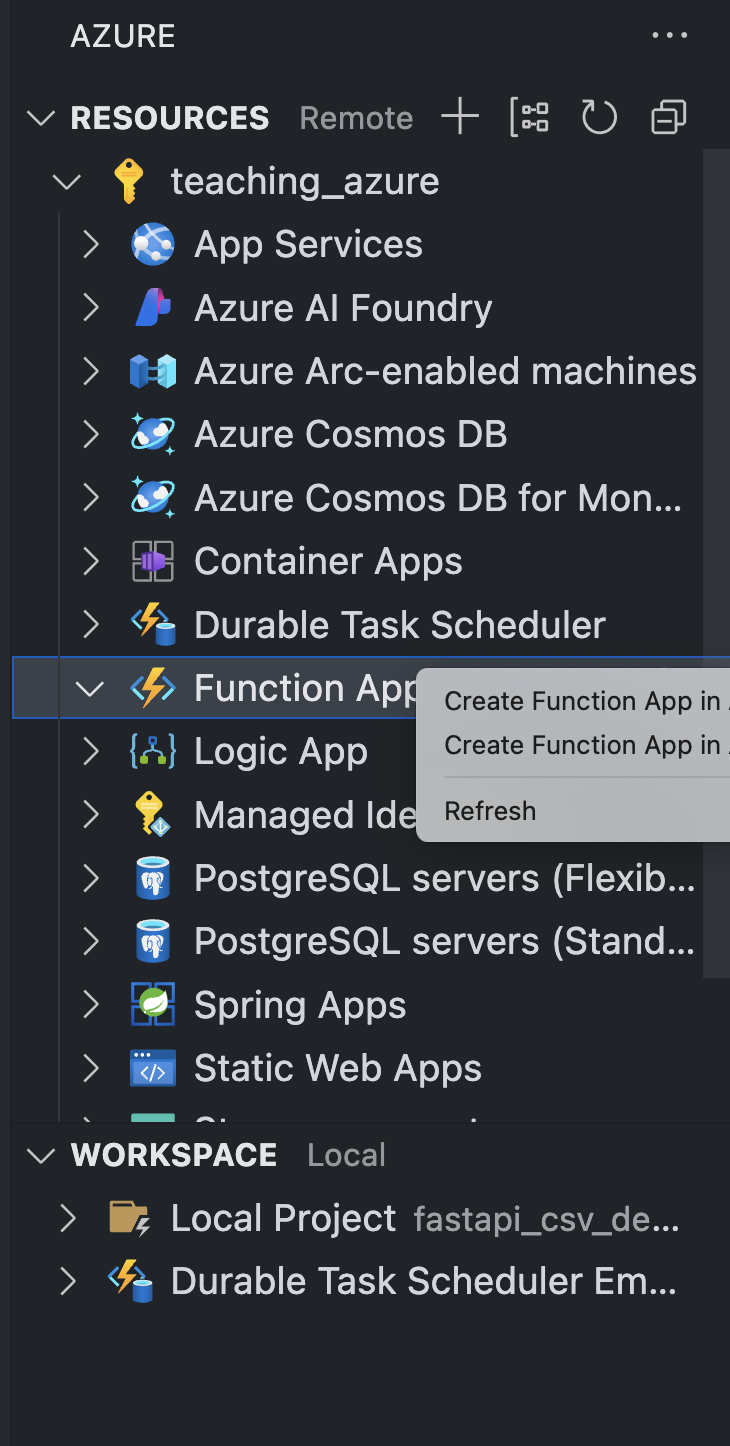 AZURE
RESOURCES Remote
teaching_azure
App Services
Azure AI Foundry
Azure Arc-enabled machines
Azure Cosmos DB
Azure Cosmos DB for Mon...
Container Apps
Durable Task Scheduler
Function App
Create Function App in
Create Function App in
Logic App
Managed Ide
Refresh
PostgreSQL servers (Flexib...
PostgreSQL servers (Stand...
Spring Apps
Static Web Apps
WORKSPACE Local
Local Project fastapi_csv_de...
Durable Task Scheduler Em...